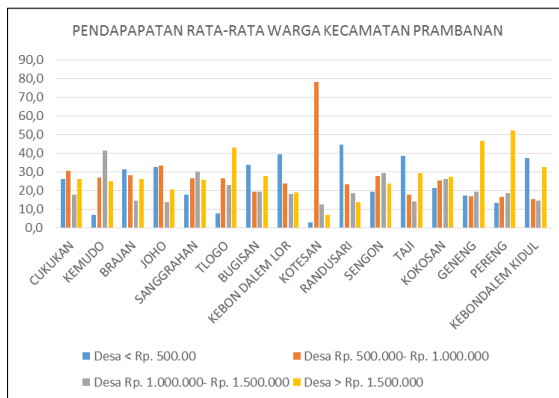 PENDAPAPATAN RATA-RATA WARGA KECAMATAN PRAMBANAN
90,0
80,0
70,0
60,0
50,0
40,0
30,0
20,0
10,0
0,0
CUKUKAN
KEMUDO
BRAJAN
JOHO
SANGGRAHAN
TLOGO
BUGISAN
KEBON DALEM LOR
KOTESAN
RANDUSARI
SENGON
TAJI
KOKOSAN
GENENG
PERENG
KEBONDALEM KIDUL
Desa < Rp. 500.00
Desa Rp. 500.000- Rp. 1.000.000
Desa Rp. 1.000.000- Rp. 1.500.000
Desa > Rp. 1.500.000